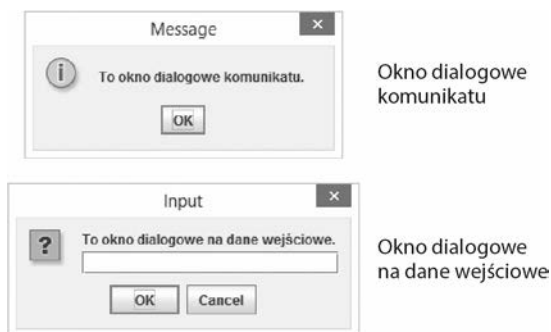 Message
×
i
To okno dialogowe komunikatu.
OK
Okno dialogowe
komunikatu
Input
×
?
To okno dialogowe na dane wejściowe.
OK
Cancel
Okno dialogowe
na dane wejściowe